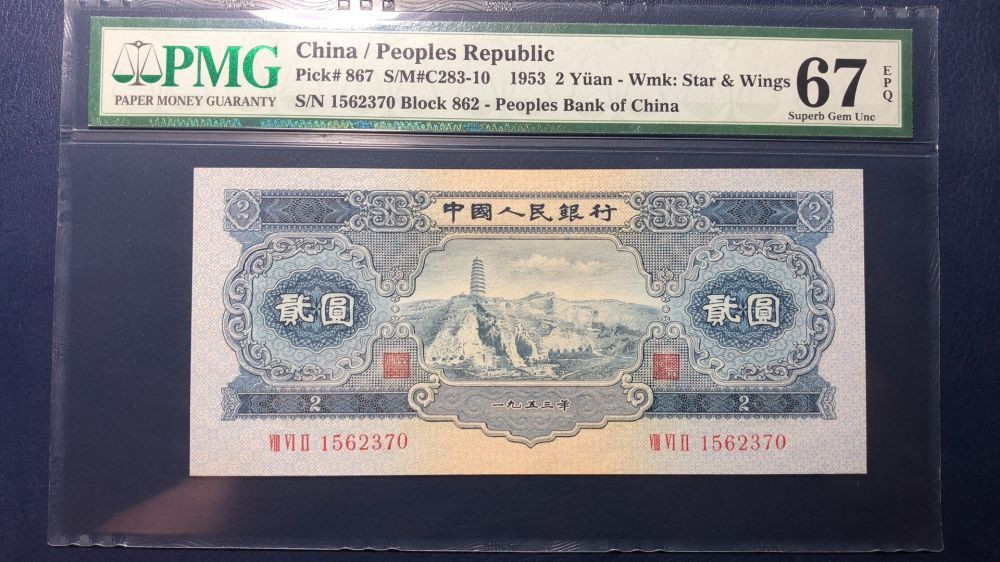 PMG
PAPER MONEY GUARANTY
China / Peoples Republic
Pick# 867 S/M#C283-10 1953 2 Yüan - Wmk: Star & Wings
S/N 1562370 Block 862 - Peoples Bank of China
67
EPQ
Superb Gem Unc
2 中國人民銀行 2
貳圓 貳圓
一九五三年
2 2
VIII VI II 1562370 VIII VI II 1562370